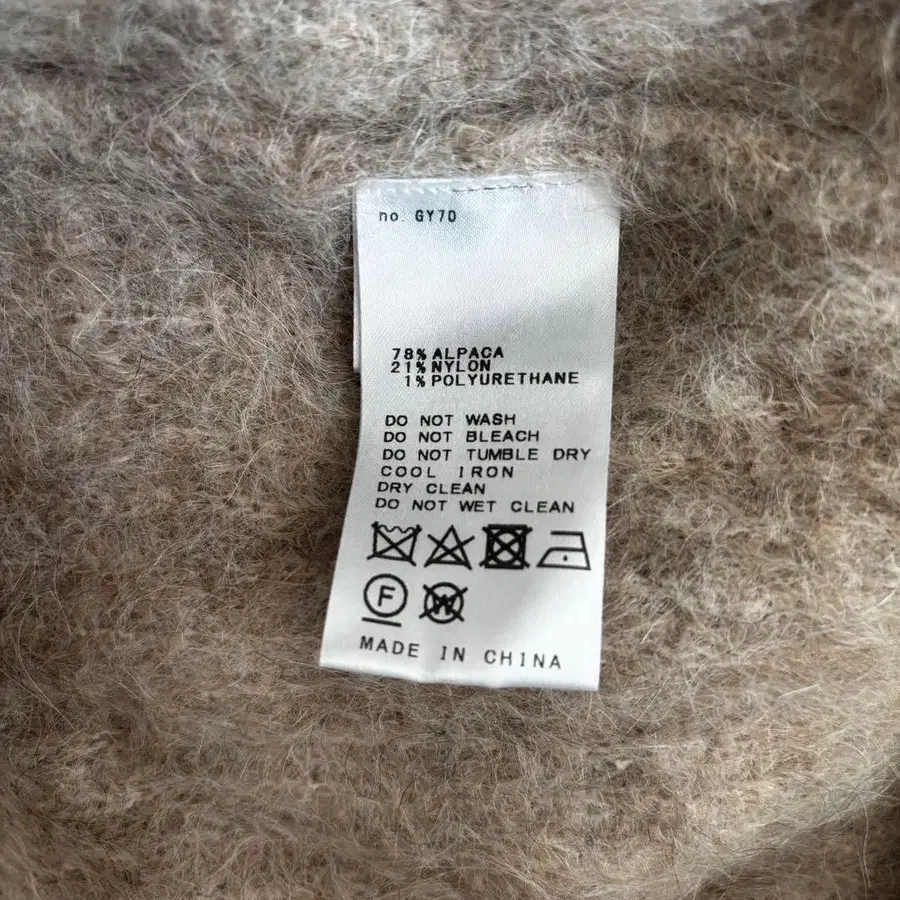 no. GY70
78% ALPACA
21% NYLON
1% POLYURETHANE
DO NOT WASH
DO NOT BLEACH
DO NOT TUMBLE DRY
COOL IRON
DRY CLEAN
DO NOT WET CLEAN
F W
MADE IN CHINA